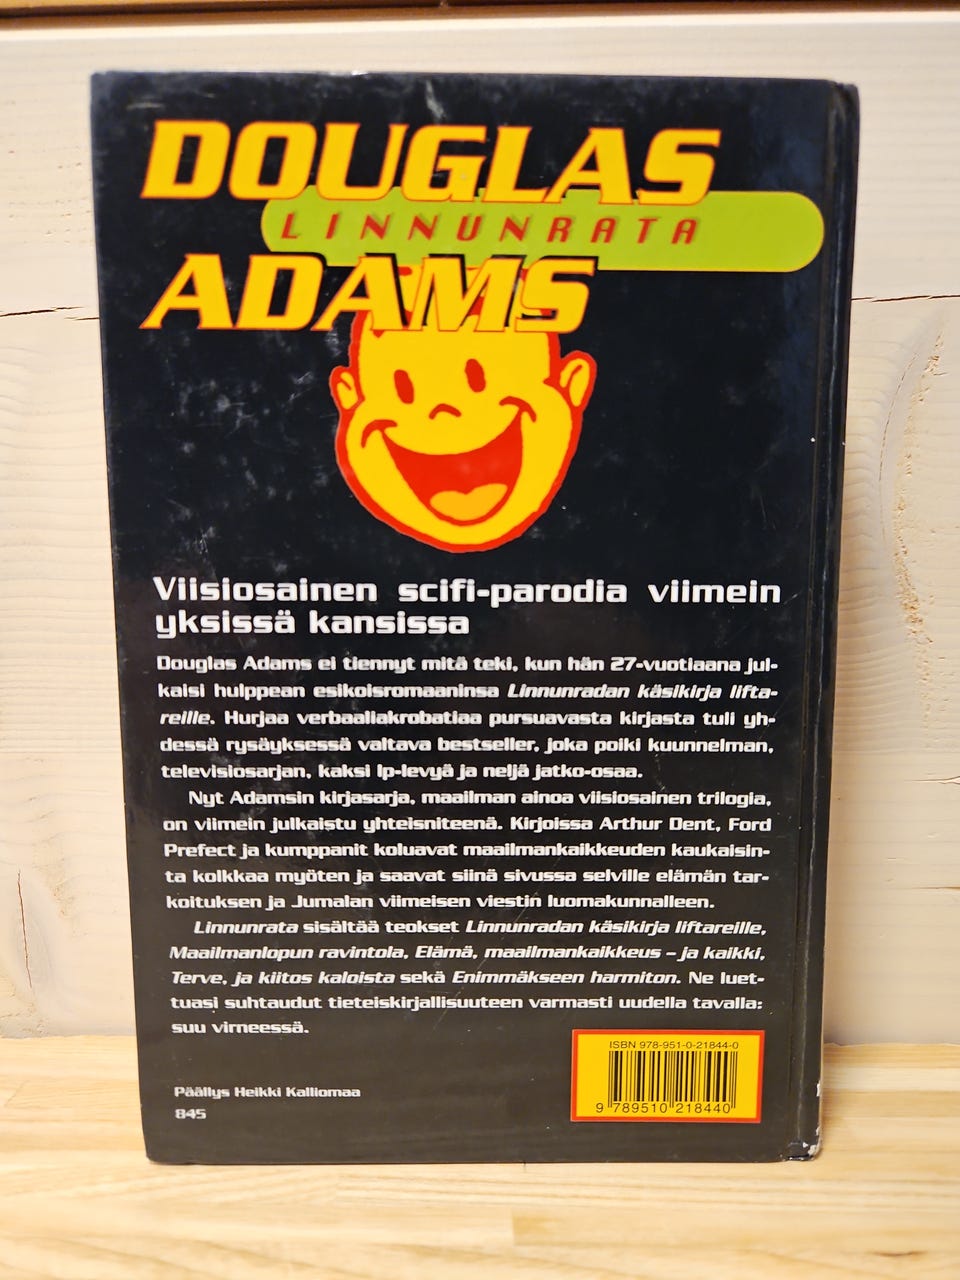 DOUGLAS
LINNUNRATA
ADAMS
Viisiosainen scifi-parodia viimein
yksissä kansissa
Douglas Adams ei tiennyt mitä teki, kun hän 27-vuotiaana jul-
kaisi hulppean esikoisromaaninsa Linnunradan käsikirja lifta-
reille. Hurjaa verbaaliakrobatiaa pursuavasta kirjasta tuli yh-
dessä rysäyksessä valtava bestseller, joka poiki kuunnelman,
televisiosarjan, kaksi lp-levyä ja neljä jatko-osaa.
Nyt Adamsin kirjasarja, maailman ainoa viisiosainen trilogia,
on viimein julkaistu yhteisniteenä. Kirjoissa Arthur Dent, Ford
Prefect ja kumppanit koluavat maailmankaikkeuden kaukaisin-
ta kolkkaa myöten ja saavat siinä sivussa selville elämän tar-
koituksen ja Jumalan viimeisen viestin luomakunnalleen.
Linnunrata sisältää teokset Linnunradan käsikirja liftareille,
Maailmanlopun ravintola, Elämä, maailmankaikkeus – ja kaikki,
Terve, ja kiitos kaloista sekä Enimmäkseen harmiton. Ne luet-
tuasi suhtaudut tieteiskirjallisuuteen varmasti uudella tavalla:
suu virneessä.
ISBN 978-951-0-21844-0
9 789510 218440
Päällys Heikki Kalliomaa
845